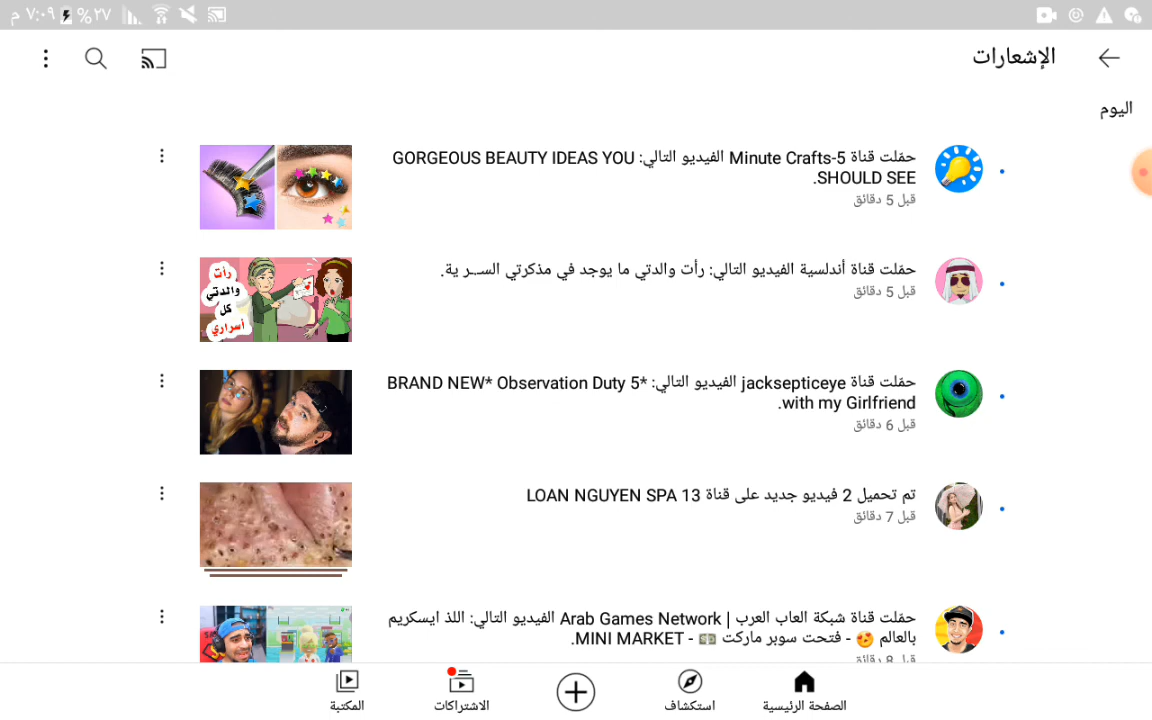 ٧:٠٩ م
٢٧٪
الإشعارات
اليوم
حمّلت قناة 5-Minute Crafts الفيديو التالي: GORGEOUS BEAUTY IDEAS YOU
SHOULD SEE.
قبل 5 دقائق
رأت
والدتي
كل
أسراري
حمّلت قناة أندلسية الفيديو التالي: رأت والدتي ما يوجد في مذكرتي الســر ية.
قبل 5 دقائق
حمّلت قناة jacksepticeye الفيديو التالي: *BRAND NEW* Observation Duty 5
with my Girlfriend.
قبل 6 دقائق
تم تحميل 2 فيديو جديد على قناة LOAN NGUYEN SPA 13
قبل 7 دقائق
حمّلت قناة شبكة العاب العرب | Arab Games Network الفيديو التالي: اللذ ايسكريم
بالعالم 😍 - فتحت سوبر ماركت 💵 - MINI MARKET.
قبل 8 دقائق
الصفحة الرئيسية
استكشاف
الاشتراكات
المكتبة